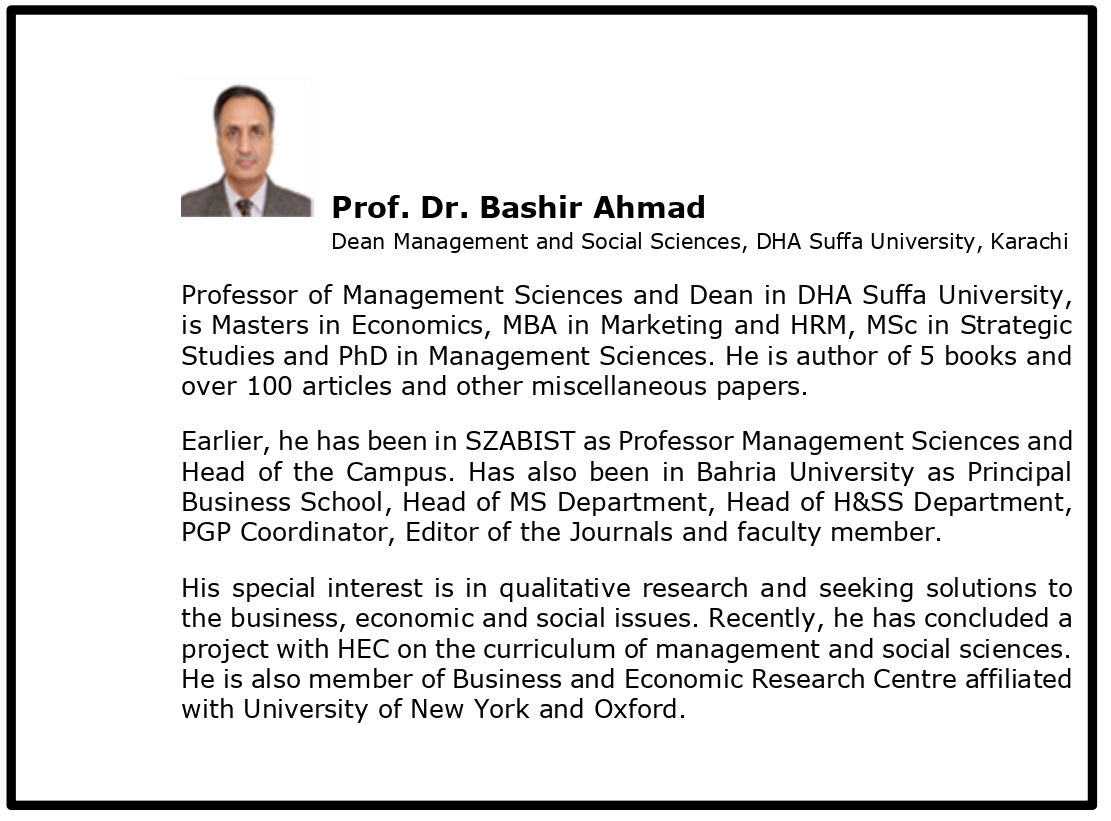 Prof. Dr. Bashir Ahmad
Dean Management and Social Sciences, DHA Suffa University, Karachi
Professor of Management Sciences and Dean in DHA Suffa University,
is Masters in Economics, MBA in Marketing and HRM, MSc in Strategic
Studies and PhD in Management Sciences. He is author of 5 books and
over 100 articles and other miscellaneous papers.
Earlier, he has been in SZABIST as Professor Management Sciences and
Head of the Campus. Has also been in Bahria University as Principal
Business School, Head of MS Department, Head of H&SS Department,
PGP Coordinator, Editor of the Journals and faculty member.
His special interest is in qualitative research and seeking solutions to
the business, economic and social issues. Recently, he has concluded a
project with HEC on the curriculum of management and social sciences.
He is also member of Business and Economic Research Centre affiliated
with University of New York and Oxford.